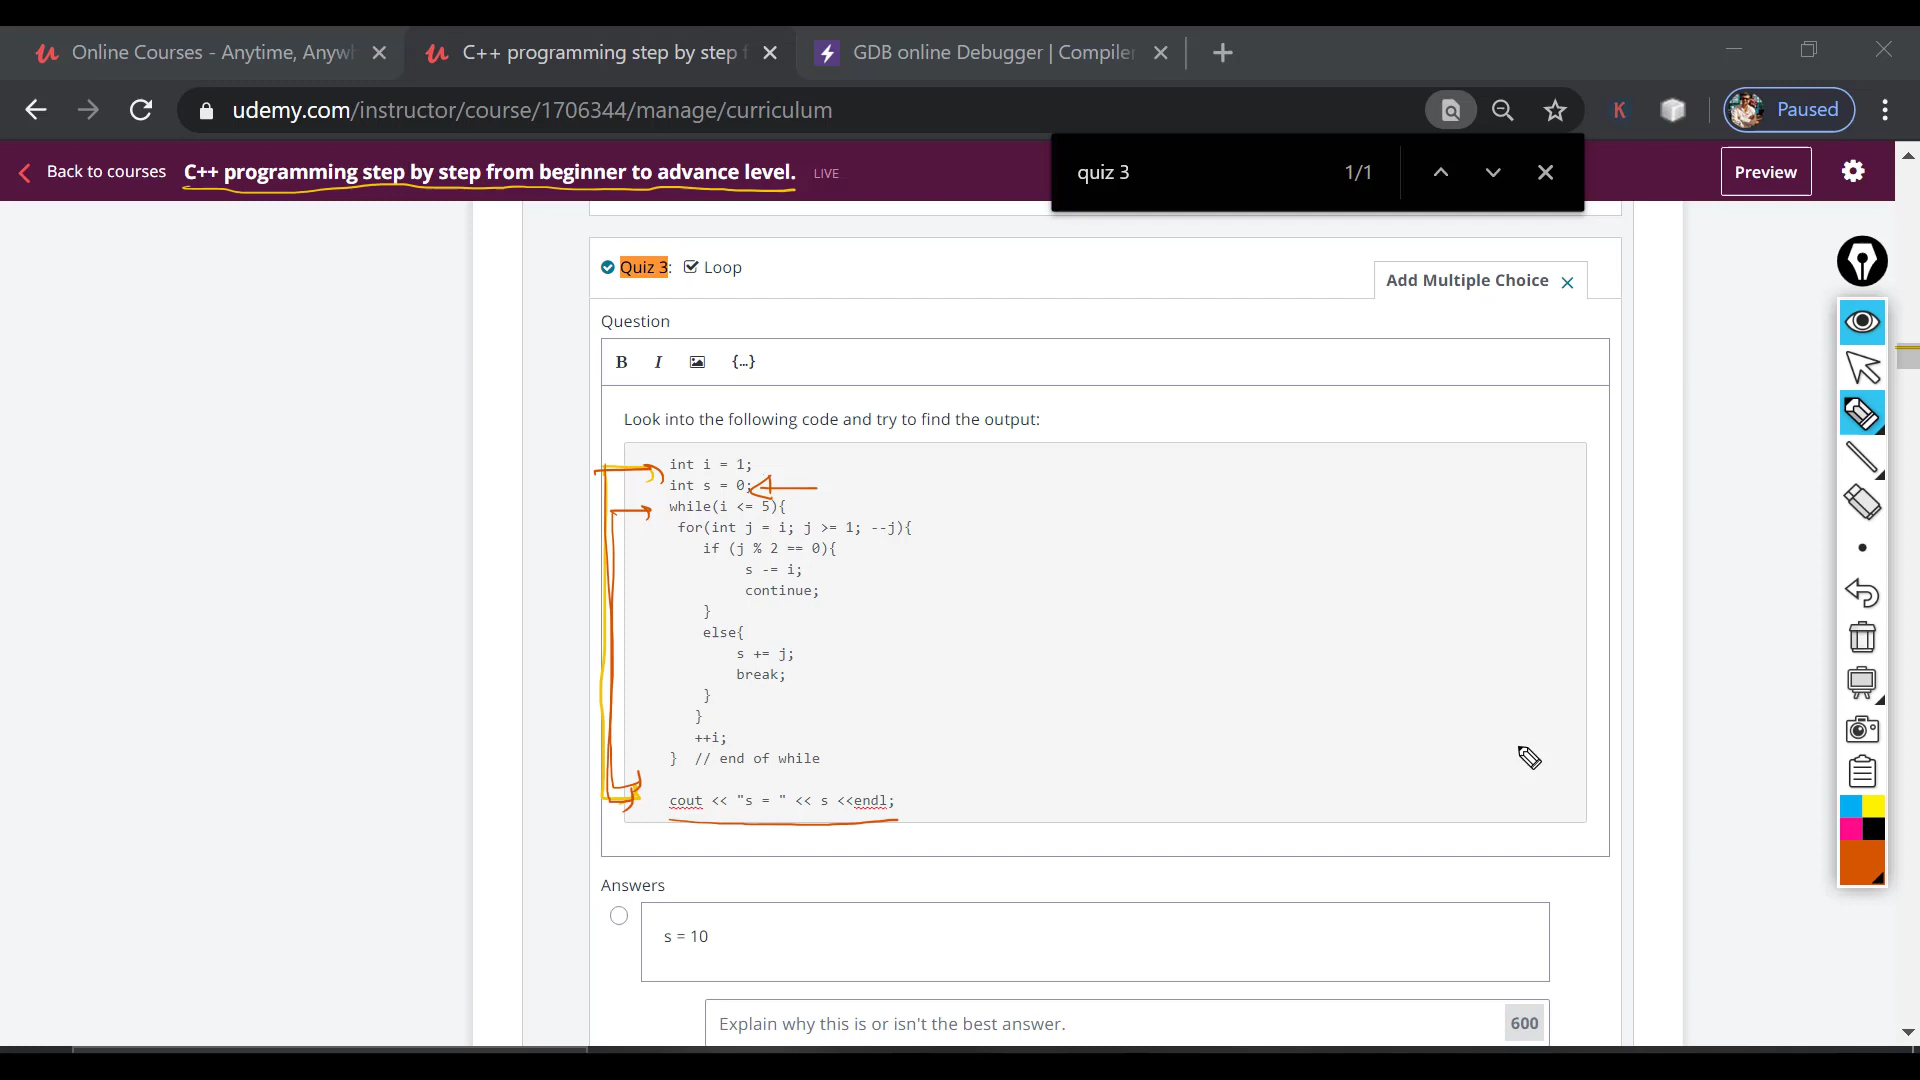 Online Courses - Anytime, Anywh
C++ programming step by step f
GDB online Debugger | Compiler
udemy.com/instructor/course/1706344/manage/curriculum
K
Paused
Back to courses
C++ programming step by step from beginner to advance level.
LIVE
quiz 3
1/1
Preview
Quiz 3: Loop
Add Multiple Choice
Question
B I {...}
Look into the following code and try to find the output:
int i = 1;
int s = 0;
while(i <= 5){
for(int j = i; j >= 1; --j){
if (j % 2 == 0){
s -= i;
continue;
}
else{
s += j;
break;
}
}
++i;
} // end of while
cout << "s = " << s <<endl;
Answers
s = 10
Explain why this is or isn't the best answer.
600